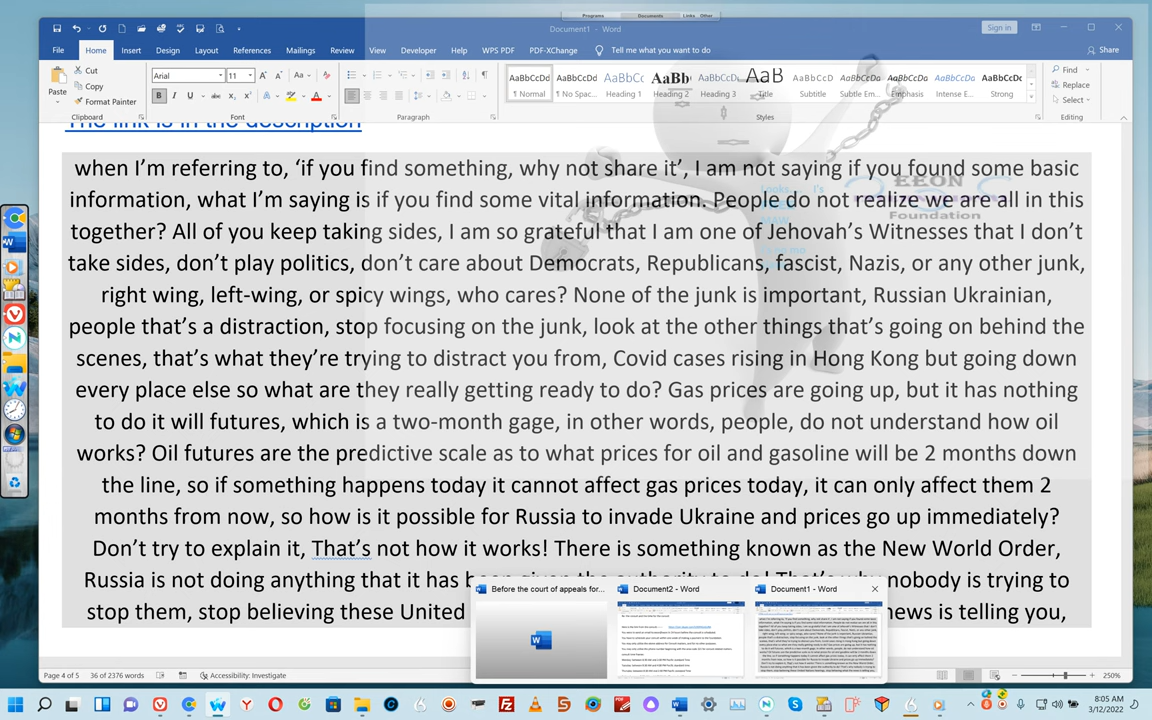 Programs Documents Links Other
Document1 - Word
Sign in
File Home Insert Design Layout References Mailings Review View Developer Help WPS PDF PDF-XChange Tell me what you want to do Share
Paste
Cut
Copy
Format Painter
Clipboard
Arial 11
Font
Paragraph
AaBbCcDd AaBbCcDd AaBbCc AaBb AaBbCcD AaB AaBbCcD AaBbCcDd AaBbCcDd AaBbCcDd AaBbCcDc
¶ Normal ¶ No Spac... Heading 1 Heading 2 Heading 3 Title Subtitle Subtle Em... Emphasis Intense E... Strong
Styles
Find
Replace
Select
Editing
The link is in the description
when I’m referring to, ‘if you find something, why not share it’, I am not saying if you found some basic
information, what I’m saying is if you find some vital information. People do not realize we are all in this
together? All of you keep taking sides, I am so grateful that I am one of Jehovah’s Witnesses that I don’t
take sides, don’t play politics, don’t care about Democrats, Republicans, fascist, Nazis, or any other junk,
right wing, left-wing, or spicy wings, who cares? None of the junk is important, Russian Ukrainian,
people that’s a distraction, stop focusing on the junk, look at the other things that’s going on behind the
scenes, that’s what they’re trying to distract you from, Covid cases rising in Hong Kong but going down
every place else so what are they really getting ready to do? Gas prices are going up, but it has nothing
to do it will futures, which is a two-month gage, in other words, people, do not understand how oil
works? Oil futures are the predictive scale as to what prices for oil and gasoline will be 2 months down
the line, so if something happens today it cannot affect gas prices today, it can only affect them 2
months from now, so how is it possible for Russia to invade Ukraine and prices go up immediately?
Don’t try to explain it, That’s not how it works! There is something known as the New World Order,
Russia is not doing anything that it has been given the authority to do! That’s why nobody is trying to
stop them, stop believing these United news is telling you,
EEON
Foundation
Before the court of appeals for... Document2 - Word Document1 - Word
Page 4 of 5 36 of 2376 words Accessibility: Investigate 250%
8:05 AM
3/12/2022